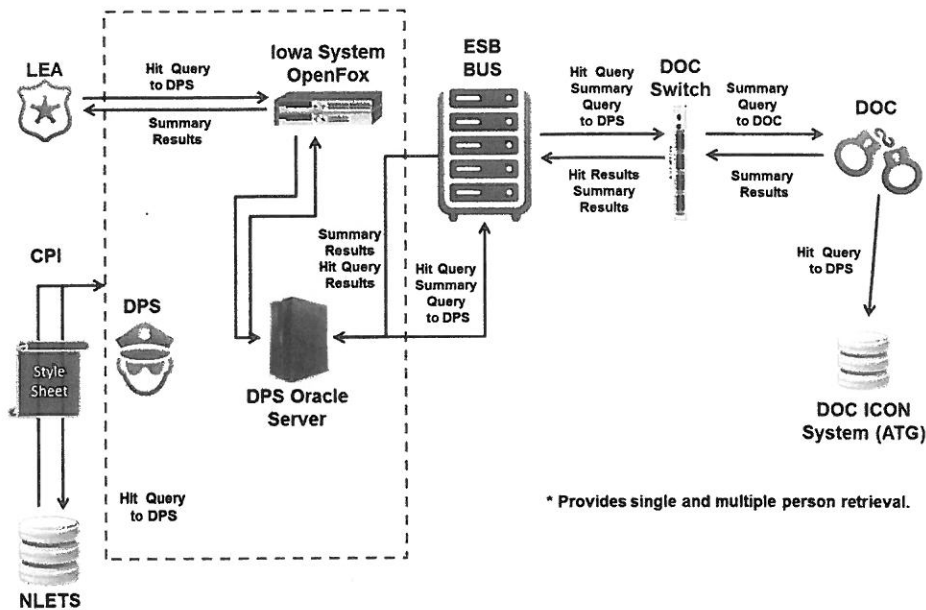 LEA
Hit Query
to DPS
Summary
Results
Iowa System
OpenFox
ESB
BUS
Hit Query
Summary
Query
to DPS
Hit Results
Summary
Results
DOC
Switch
Summary
Query
to DOC
Summary
Results
DOC
Hit Query
to DPS
DOC ICON
System (ATG)
CPI
Style
Sheet
NLETS
Hit Query
to DPS
DPS
Summary
Results
Hit Query
Results
Hit Query
Summary
Query
to DPS
DPS Oracle
Server
* Provides single and multiple person retrieval.